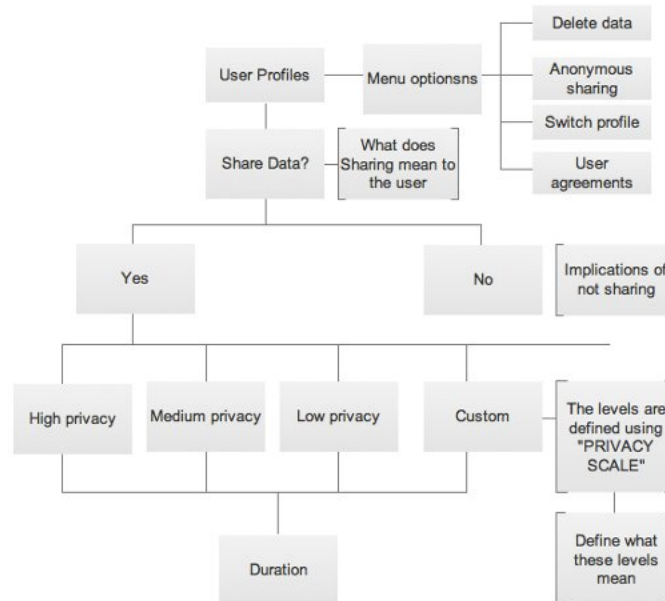 Delete data
User Profiles
Menu optionsns
Anonymous
sharing
Switch profile
User
agreements
Share Data?
What does
Sharing mean to
the user
Yes
No
Implications of
not sharing
High privacy
Medium privacy
Low privacy
Custom
The levels are
defined using
"PRIVACY
SCALE"
Duration
Define what
these levels
mean